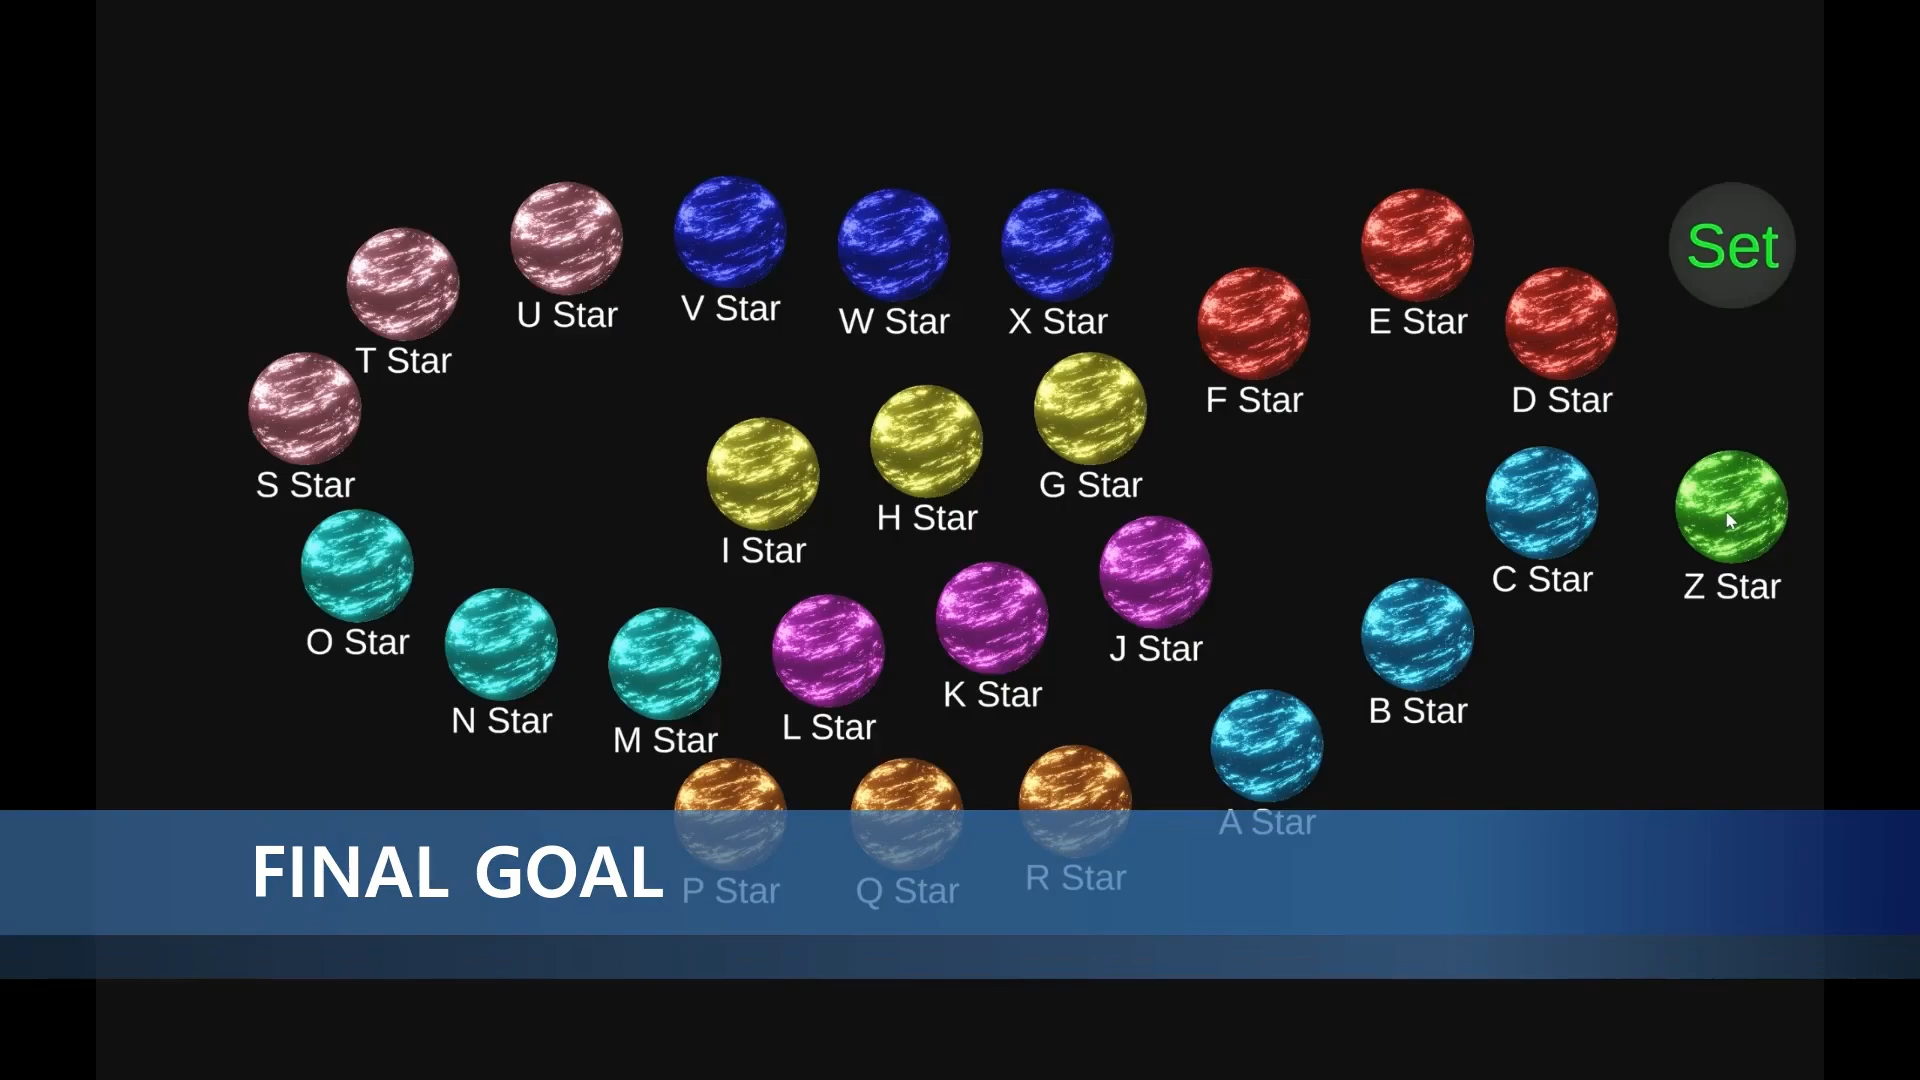 U Star
V Star
W Star
X Star
E Star
Set
T Star
F Star
D Star
S Star
I Star
H Star
G Star
C Star
Z Star
O Star
N Star
M Star
L Star
K Star
J Star
B Star
A Star
FINAL GOAL
P Star
Q Star
R Star